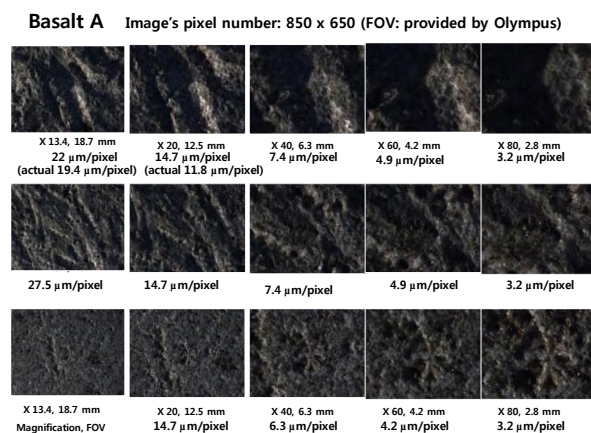 Basalt A Image's pixel number: 850 x 650 (FOV: provided by Olympus)
X 13.4, 18.7 mm X 20, 12.5 mm X 40, 6.3 mm X 60, 4.2 mm X 80, 2.8 mm
22 μm/pixel 14.7 μm/pixel 7.4 μm/pixel 4.9 μm/pixel 3.2 μm/pixel
(actual 19.4 μm/pixel) (actual 11.8 μm/pixel)
27.5 μm/pixel 14.7 μm/pixel 7.4 μm/pixel 4.9 μm/pixel 3.2 μm/pixel
X 13.4, 18.7 mm X 20, 12.5 mm X 40, 6.3 mm X 60, 4.2 mm X 80, 2.8 mm
Magnification, FOV 14.7 μm/pixel 6.3 μm/pixel 4.2 μm/pixel 3.2 μm/pixel